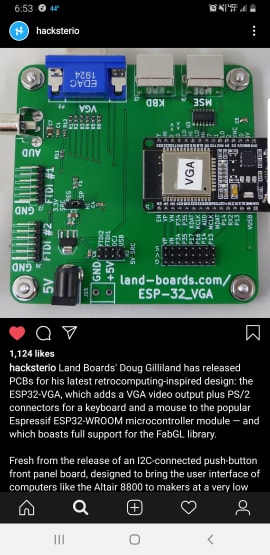 6:53 44°
hacksterio
EDAC
1924
VGA
KBD
MSE
AUD
VGA
FTDI #1
GND
FTDI #2
GND
5V
GND
+5V
land-boards.com/
ESP-32_VGA
1,124 likes
hacksterio Land Boards' Doug Gilliland has released
PCBs for his latest retrocomputing-inspired design: the
ESP32-VGA, which adds a VGA video output plus PS/2
connectors for a keyboard and a mouse to the popular
Espressif ESP32-WROOM microcontroller module — and
which boasts full support for the FabGL library.
Fresh from the release of an I2C-connected push-button
front panel board, designed to bring the user interface of
computers like the Altair 8800 to makers at a very low